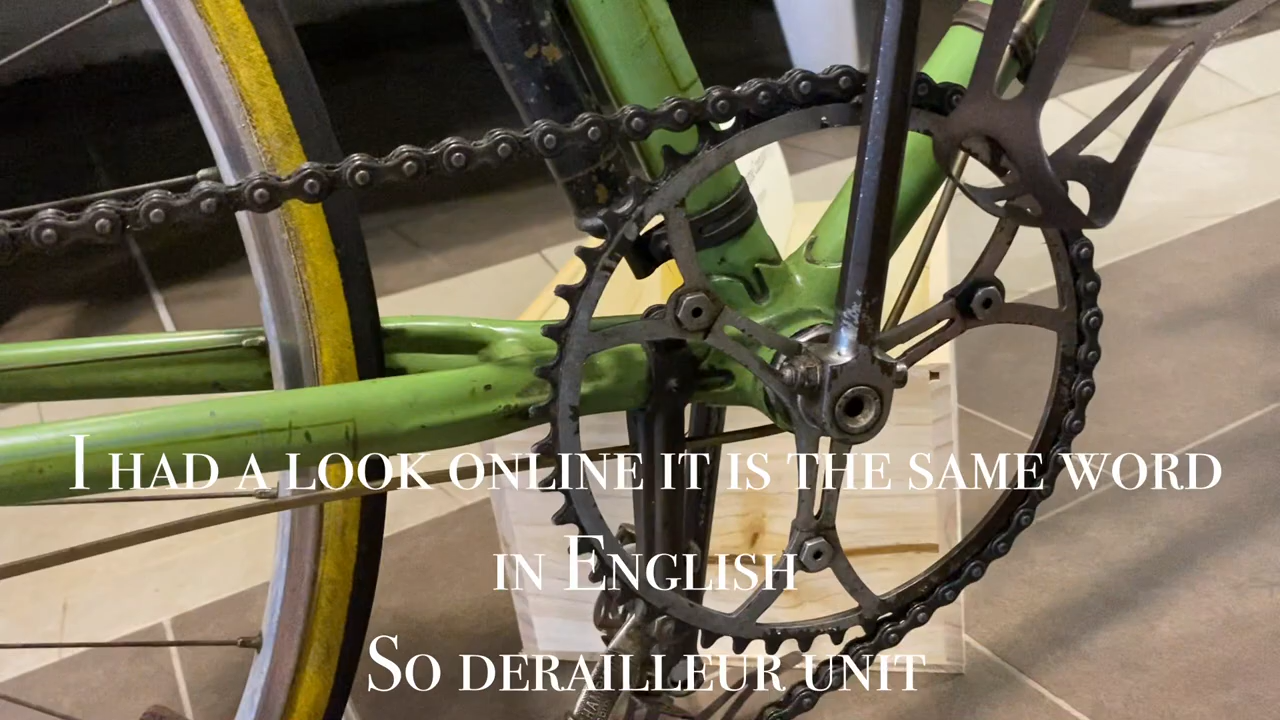 I had a look online it is the same word
in English
So derailleur unit